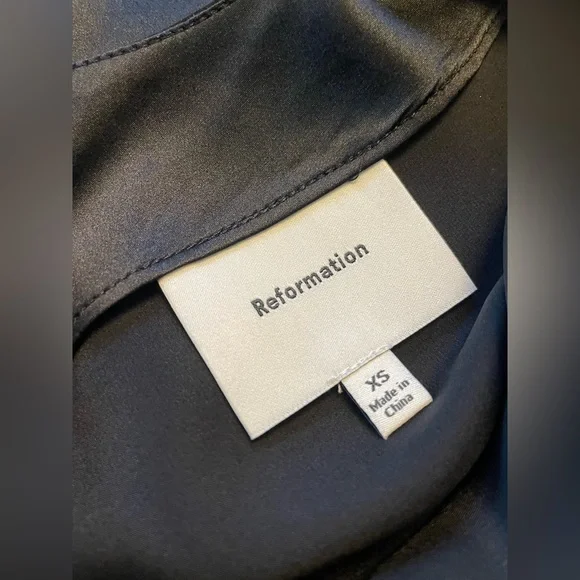 Reformation
XS
Made in
China